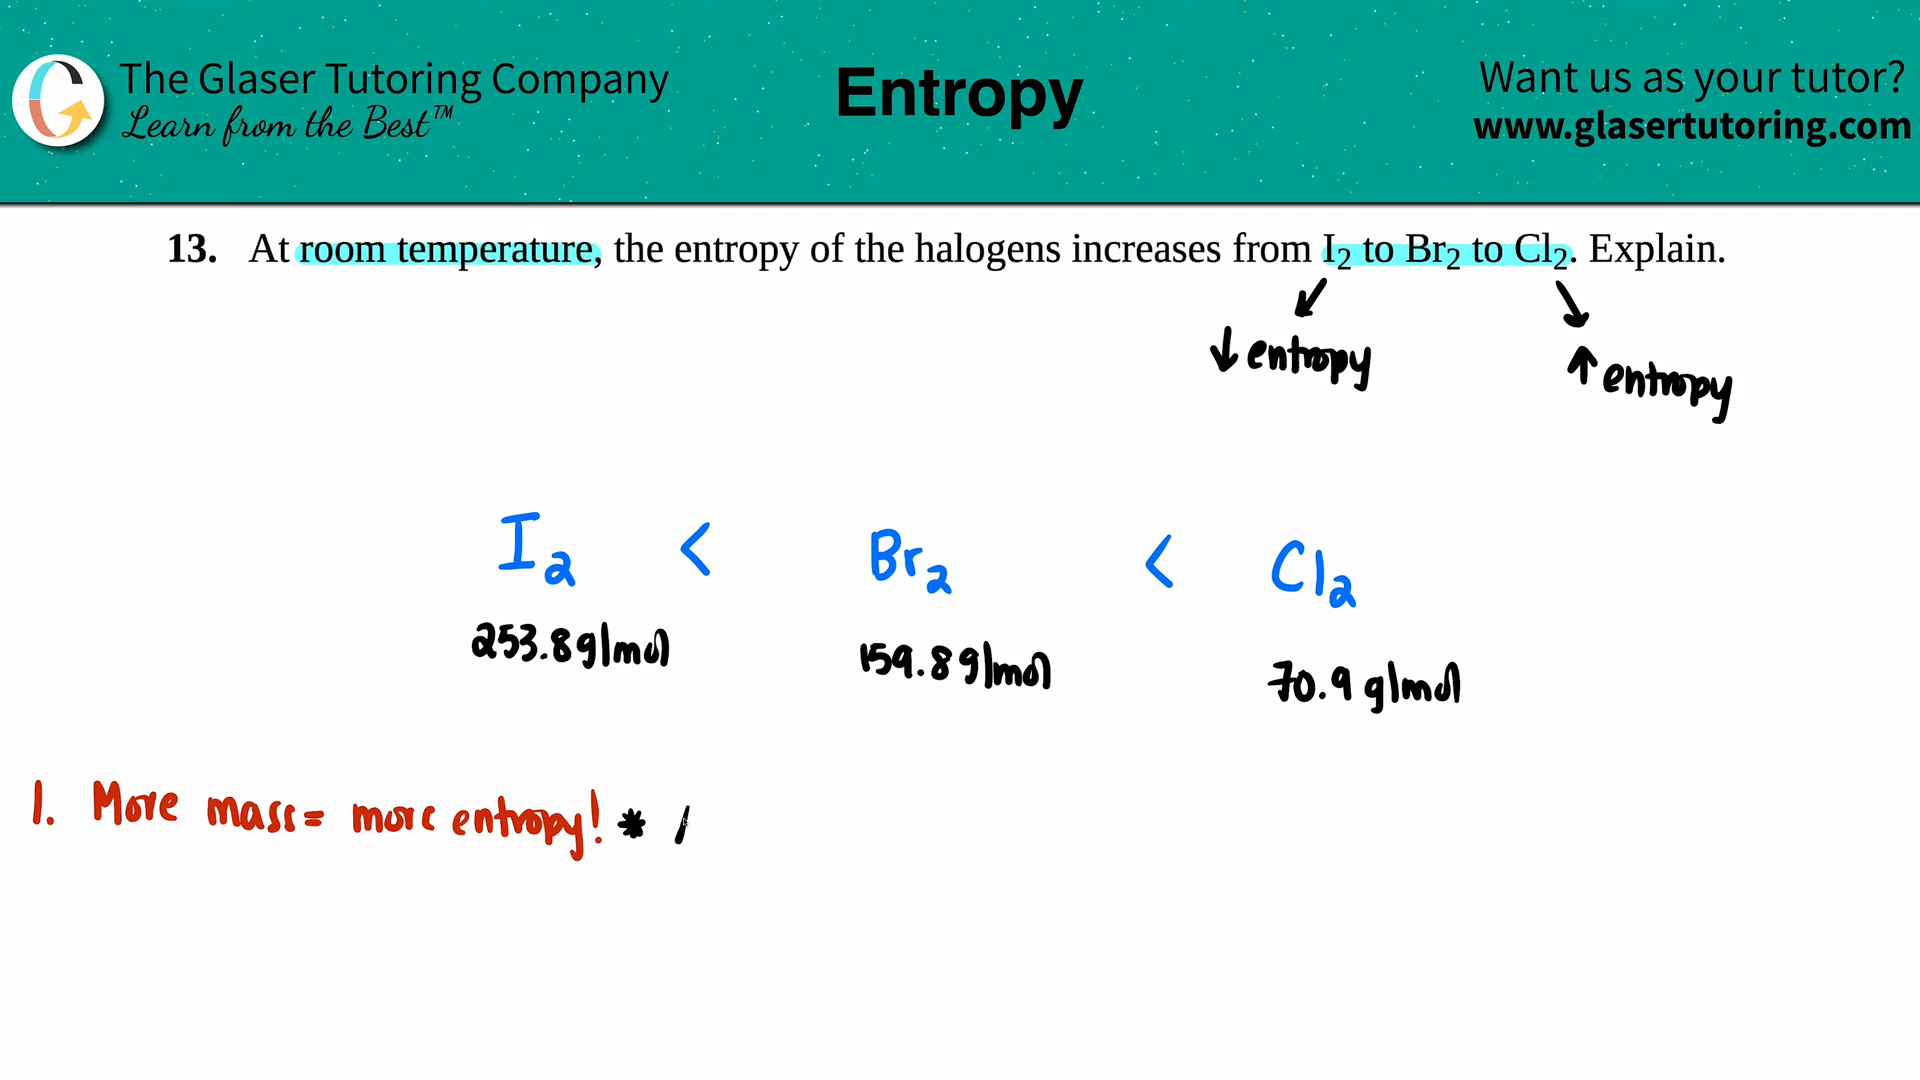 The Glaser Tutoring Company
Learn from the Best™
Entropy
Want us as your tutor?
www.glasertutoring.com
13. At room temperature, the entropy of the halogens increases from I₂ to Br₂ to Cl₂. Explain.
↓ entropy
↑ entropy
I₂ < Br₂ < Cl₂
253.8 g/mol
159.8 g/mol
70.9 g/mol
1. More mass = more entropy! *